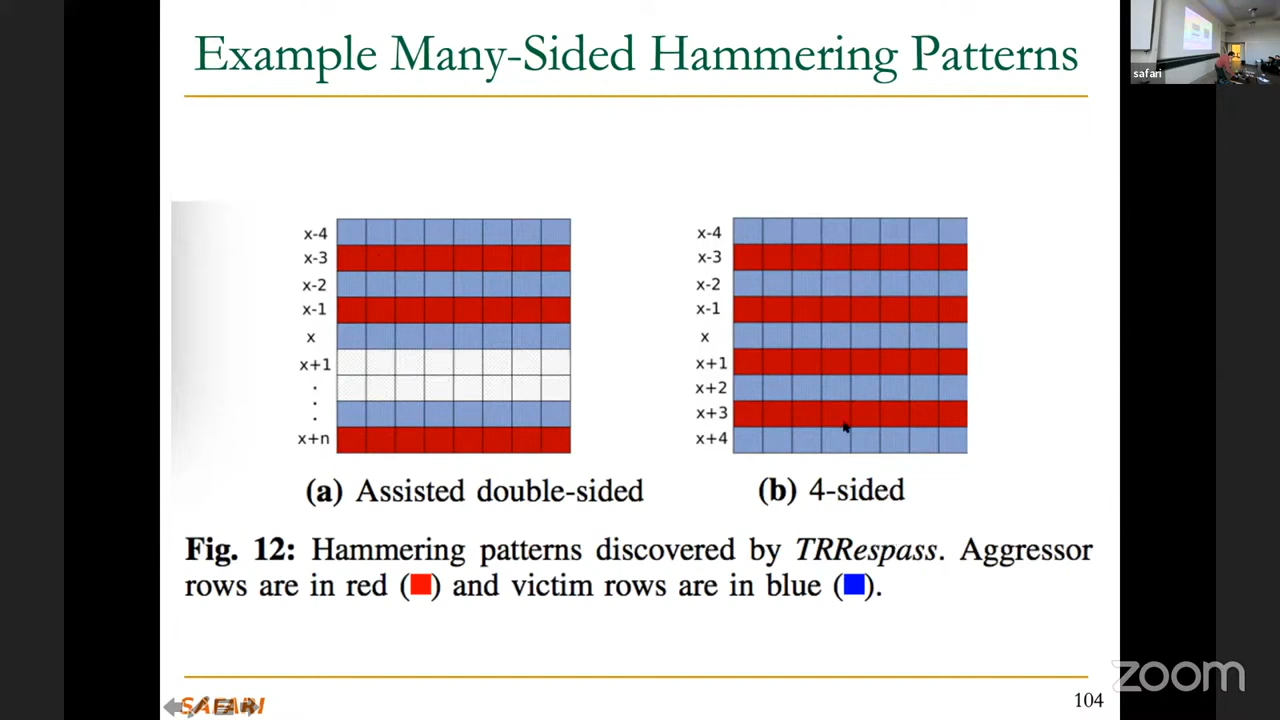 Example Many-Sided Hammering Patterns
safari
x-4
x-3
x-2
x-1
x
x+1
.
.
.
x+n
(a) Assisted double-sided
x-4
x-3
x-2
x-1
x
x+1
x+2
x+3
x+4
(b) 4-sided
Fig. 12: Hammering patterns discovered by TRRespass. Aggressor
rows are in red (■) and victim rows are in blue (■).
SAFARI
104
zoom